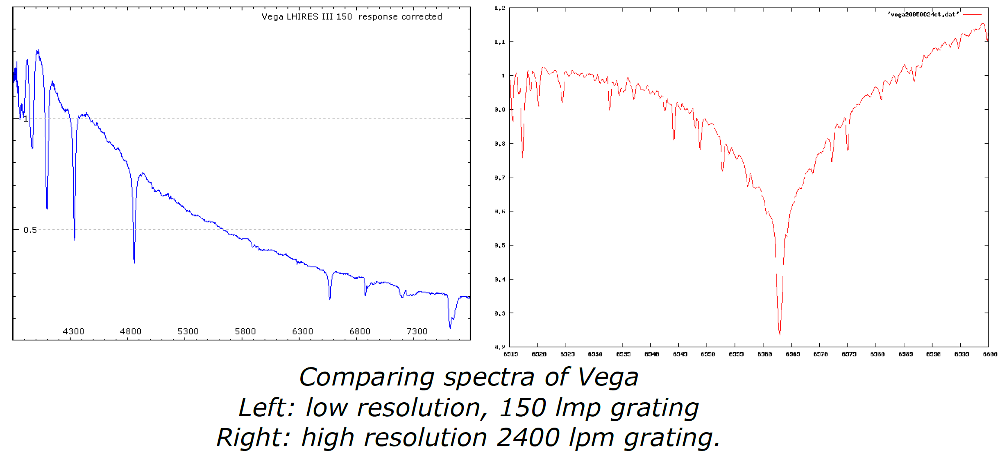 Vega LHIRES III 150 response corrected
1
0.5
4300 4800 5300 5800 6300 6800 7300
'vega20050924ot.dat'
1.2
1.1
1
0.9
0.8
0.7
0.6
0.5
0.4
0.3
0.2
6515 6520 6525 6530 6535 6540 6545 6550 6555 6560 6565 6570 6575 6580 6585 6590 6595 6600
Comparing spectra of Vega
Left: low resolution, 150 lmp grating
Right: high resolution 2400 lpm grating.